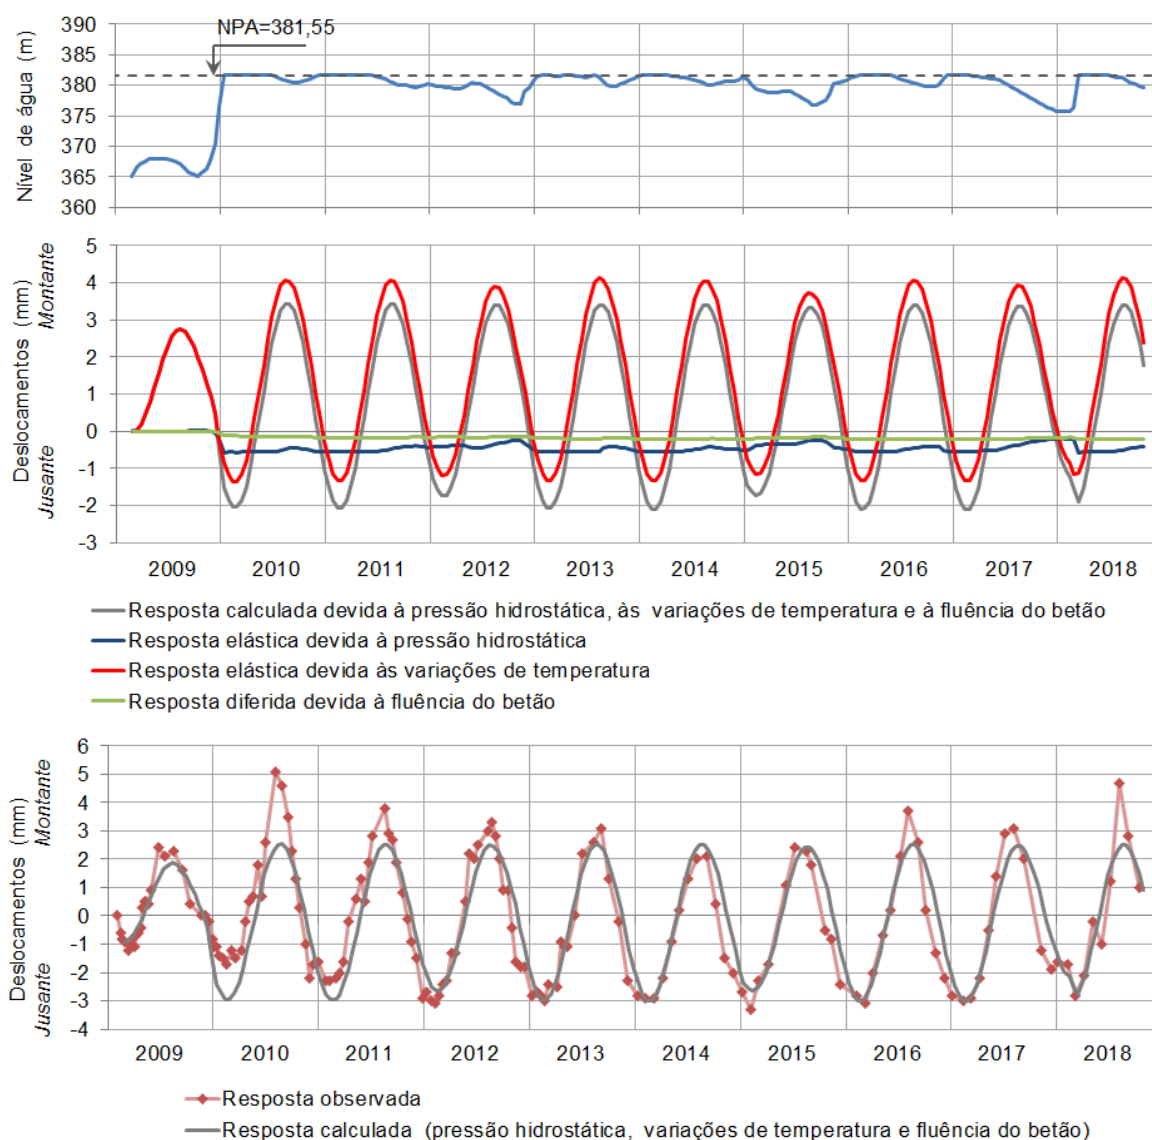 NPA=381,55
Nível de água (m)
390
385
380
375
370
365
360
Deslocamentos (mm)
Jusante
Montante
5
4
3
2
1
0
-1
-2
-3
2009 2010 2011 2012 2013 2014 2015 2016 2017 2018
Resposta calculada devida à pressão hidrostática, às variações de temperatura e à fluência do betão
Resposta elástica devida à pressão hidrostática
Resposta elástica devida às variações de temperatura
Resposta diferida devida à fluência do betão
Deslocamentos (mm)
Jusante
Montante
6
5
4
3
2
1
0
-1
-2
-3
-4
2009 2010 2011 2012 2013 2014 2015 2016 2017 2018
Resposta observada
Resposta calculada (pressão hidrostática, variações de temperatura e fluência do betão)